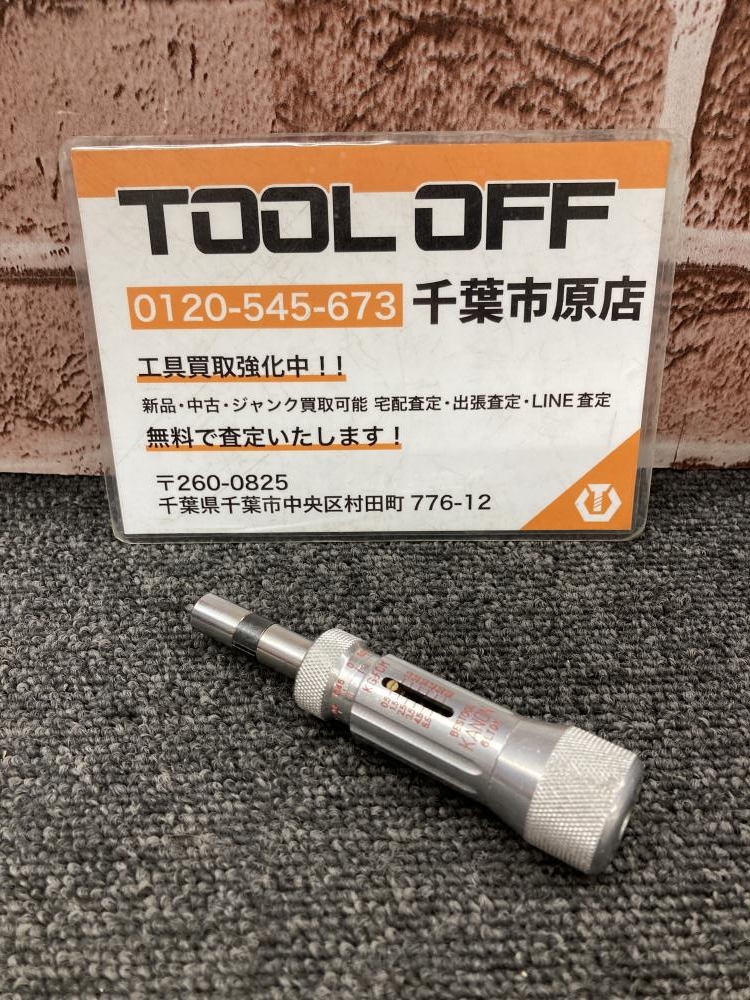 TOOL OFF
0120-545-673 千葉市原店
工具買取強化中！！
新品・中古・ジャンク買取可能 宅配査定・出張査定・LINE査定
無料で査定いたします！
〒260-0825
千葉県千葉市中央区村田町 776-12
KANON